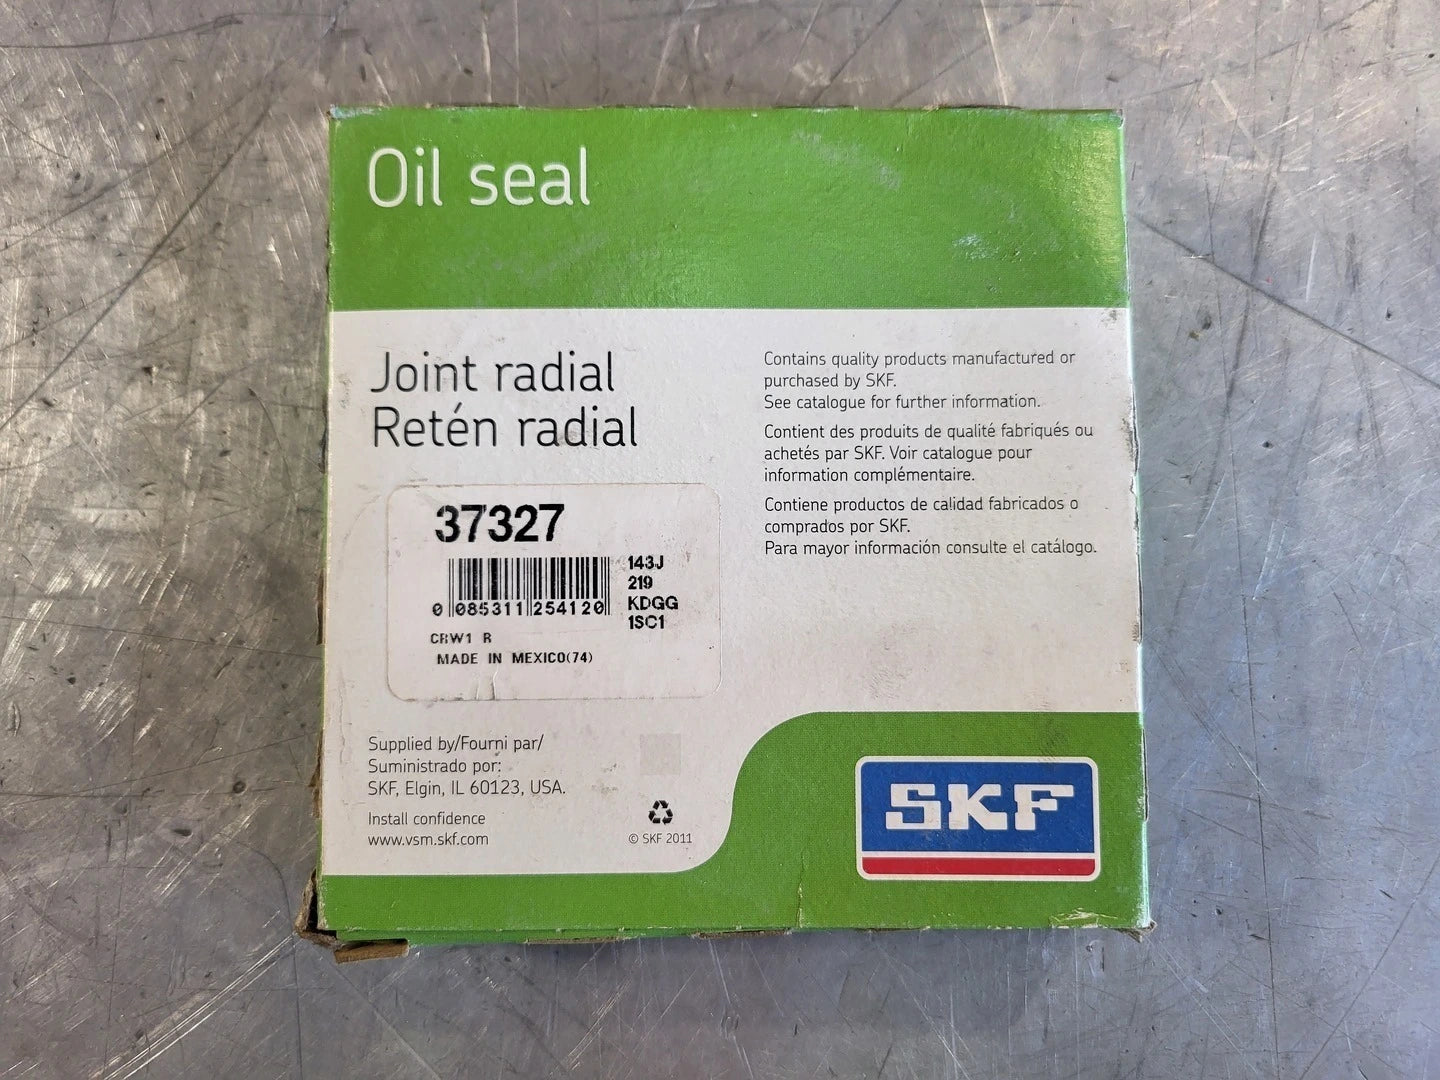 Oil seal
Joint radial
Retén radial
37327
143J
219
KDGG
1SC1
0 085311 254120
CRW1 R
MADE IN MEXICO(74)
Supplied by/Fourni par/
Suministrado por:
SKF, Elgin, IL 60123, USA.
Install confidence
www.vsm.skf.com
© SKF 2011
Contains quality products manufactured or
purchased by SKF.
See catalogue for further information.
Contient des produits de qualité fabriqués ou
achetés par SKF. Voir catalogue pour
information complémentaire.
Contiene productos de calidad fabricados o
comprados por SKF.
Para mayor información consulte el catálogo.
SKF